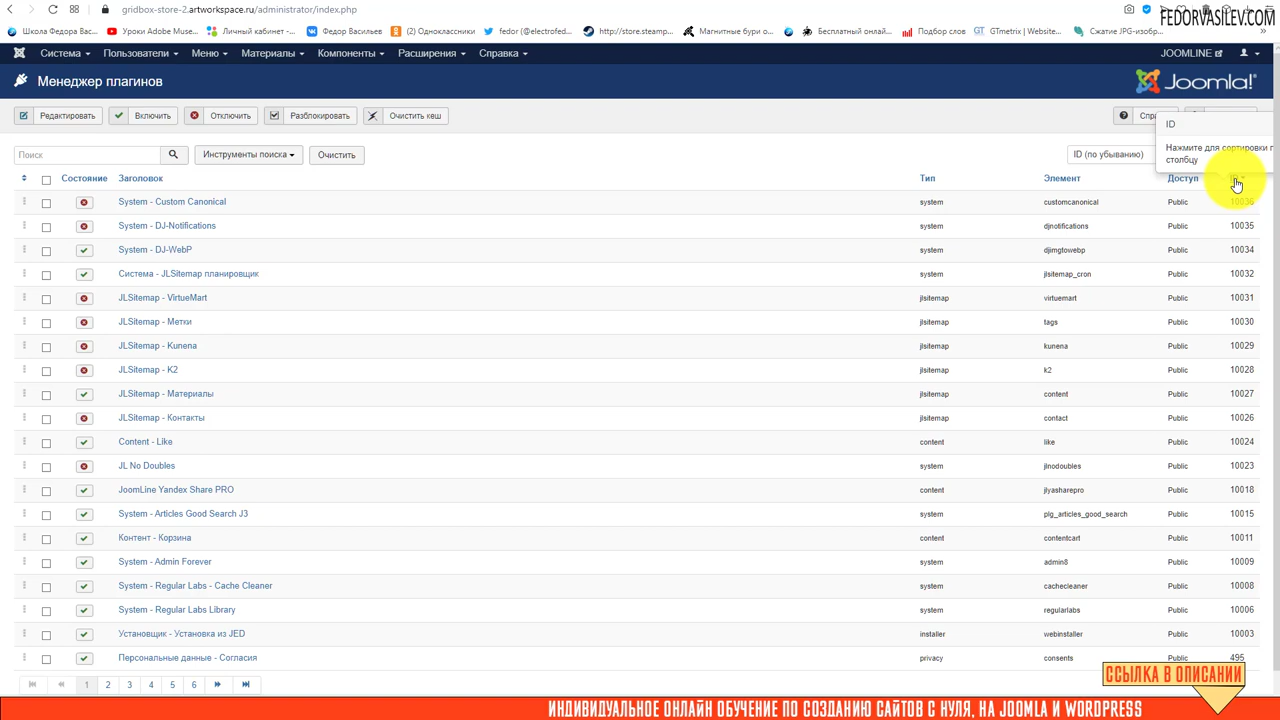 gridbox-store-2.artworkspace.ru/administrator/index.php
FEDORVASILEV.COM
Школа Федора Вас... Уроки Adobe Muse... Личный кабинет -... Федор Васильев (2) Одноклассники fedor (@electrofed... http://store.steamp... Магнитные бури о... Бесплатный онлай... Подбор слов GTmetrix | Website... Сжатие JPG-изобр... »
Система Пользователи Меню Материалы Компоненты Расширения Справка JOOMLINE
Менеджер плагинов Joomla!®
Редактировать Включить Отключить Разблокировать Очистить кеш
ID
Нажмите для сортировки
столбцу
Поиск Инструменты поиска Очистить ID (по убыванию)
Состояние Заголовок Тип Элемент Доступ
System - Custom Canonical system customcanonical Public 10036
System - DJ-Notifications system djnotifications Public 10035
System - DJ-WebP system djimgtowebp Public 10034
Система - JLSitemap планировщик system jlsitemap_cron Public 10032
JLSitemap - VirtueMart jlsitemap virtuemart Public 10031
JLSitemap - Метки jlsitemap tags Public 10030
JLSitemap - Kunena jlsitemap kunena Public 10029
JLSitemap - K2 jlsitemap k2 Public 10028
JLSitemap - Материалы jlsitemap content Public 10027
JLSitemap - Контакты jlsitemap contact Public 10026
Content - Like content like Public 10024
JL No Doubles system jlnodoubles Public 10023
JoomLine Yandex Share PRO content jlyasharepro Public 10018
System - Articles Good Search J3 system plg_articles_good_search Public 10015
Контент - Корзина content contentcart Public 10011
System - Admin Forever system admin8 Public 10009
System - Regular Labs - Cache Cleaner system cachecleaner Public 10008
System - Regular Labs Library system regularlabs Public 10006
Установщик - Установка из JED installer webinstaller Public 10003
Персональные данные - Согласия privacy consents Public 495
1 2 3 4 5 6
ССЫЛКА В ОПИСАНИИ
ИНДИВИДУАЛЬНОЕ ОНЛАЙН ОБУЧЕНИЕ ПО СОЗДАНИЮ САЙТОВ С НУЛЯ, НА JOOMLA И WORDPRESS